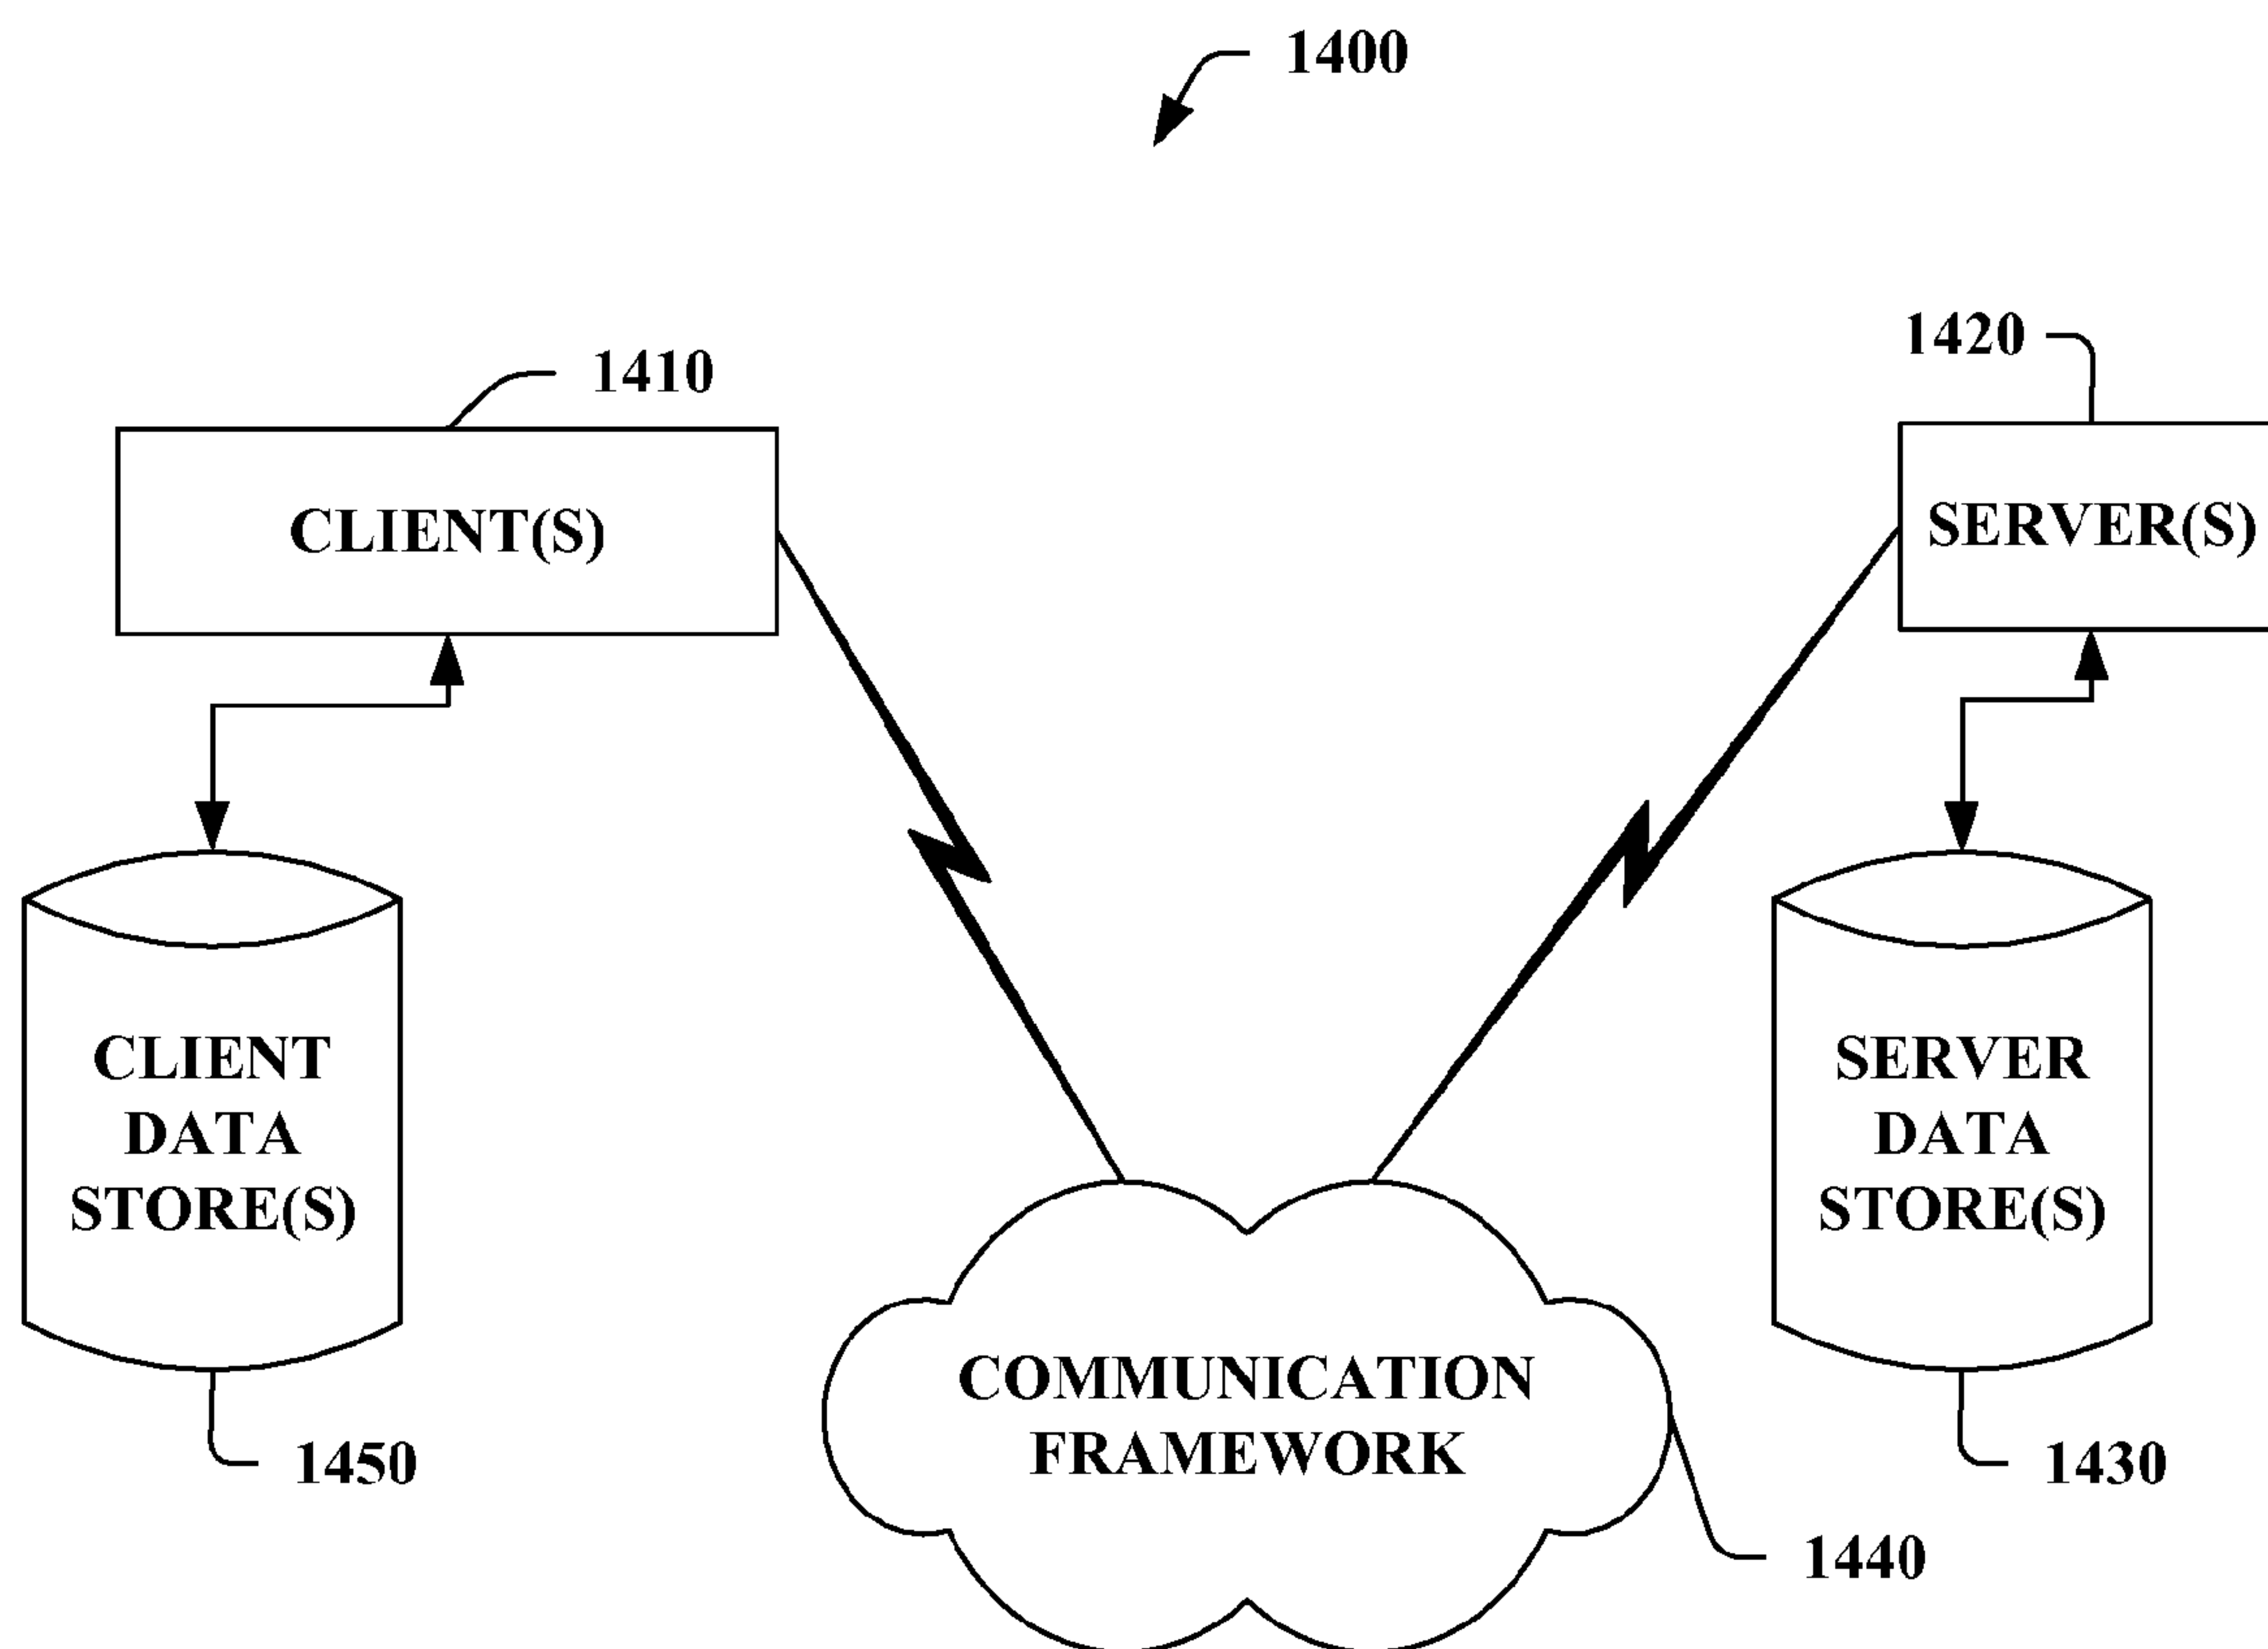 1400
1410
1420
CLIENT(S)
SERVER(S)
CLIENT
DATA
STORE(S)
SERVER
DATA
STORE(S)
COMMUNICATION
FRAMEWORK
1450
1430
1440